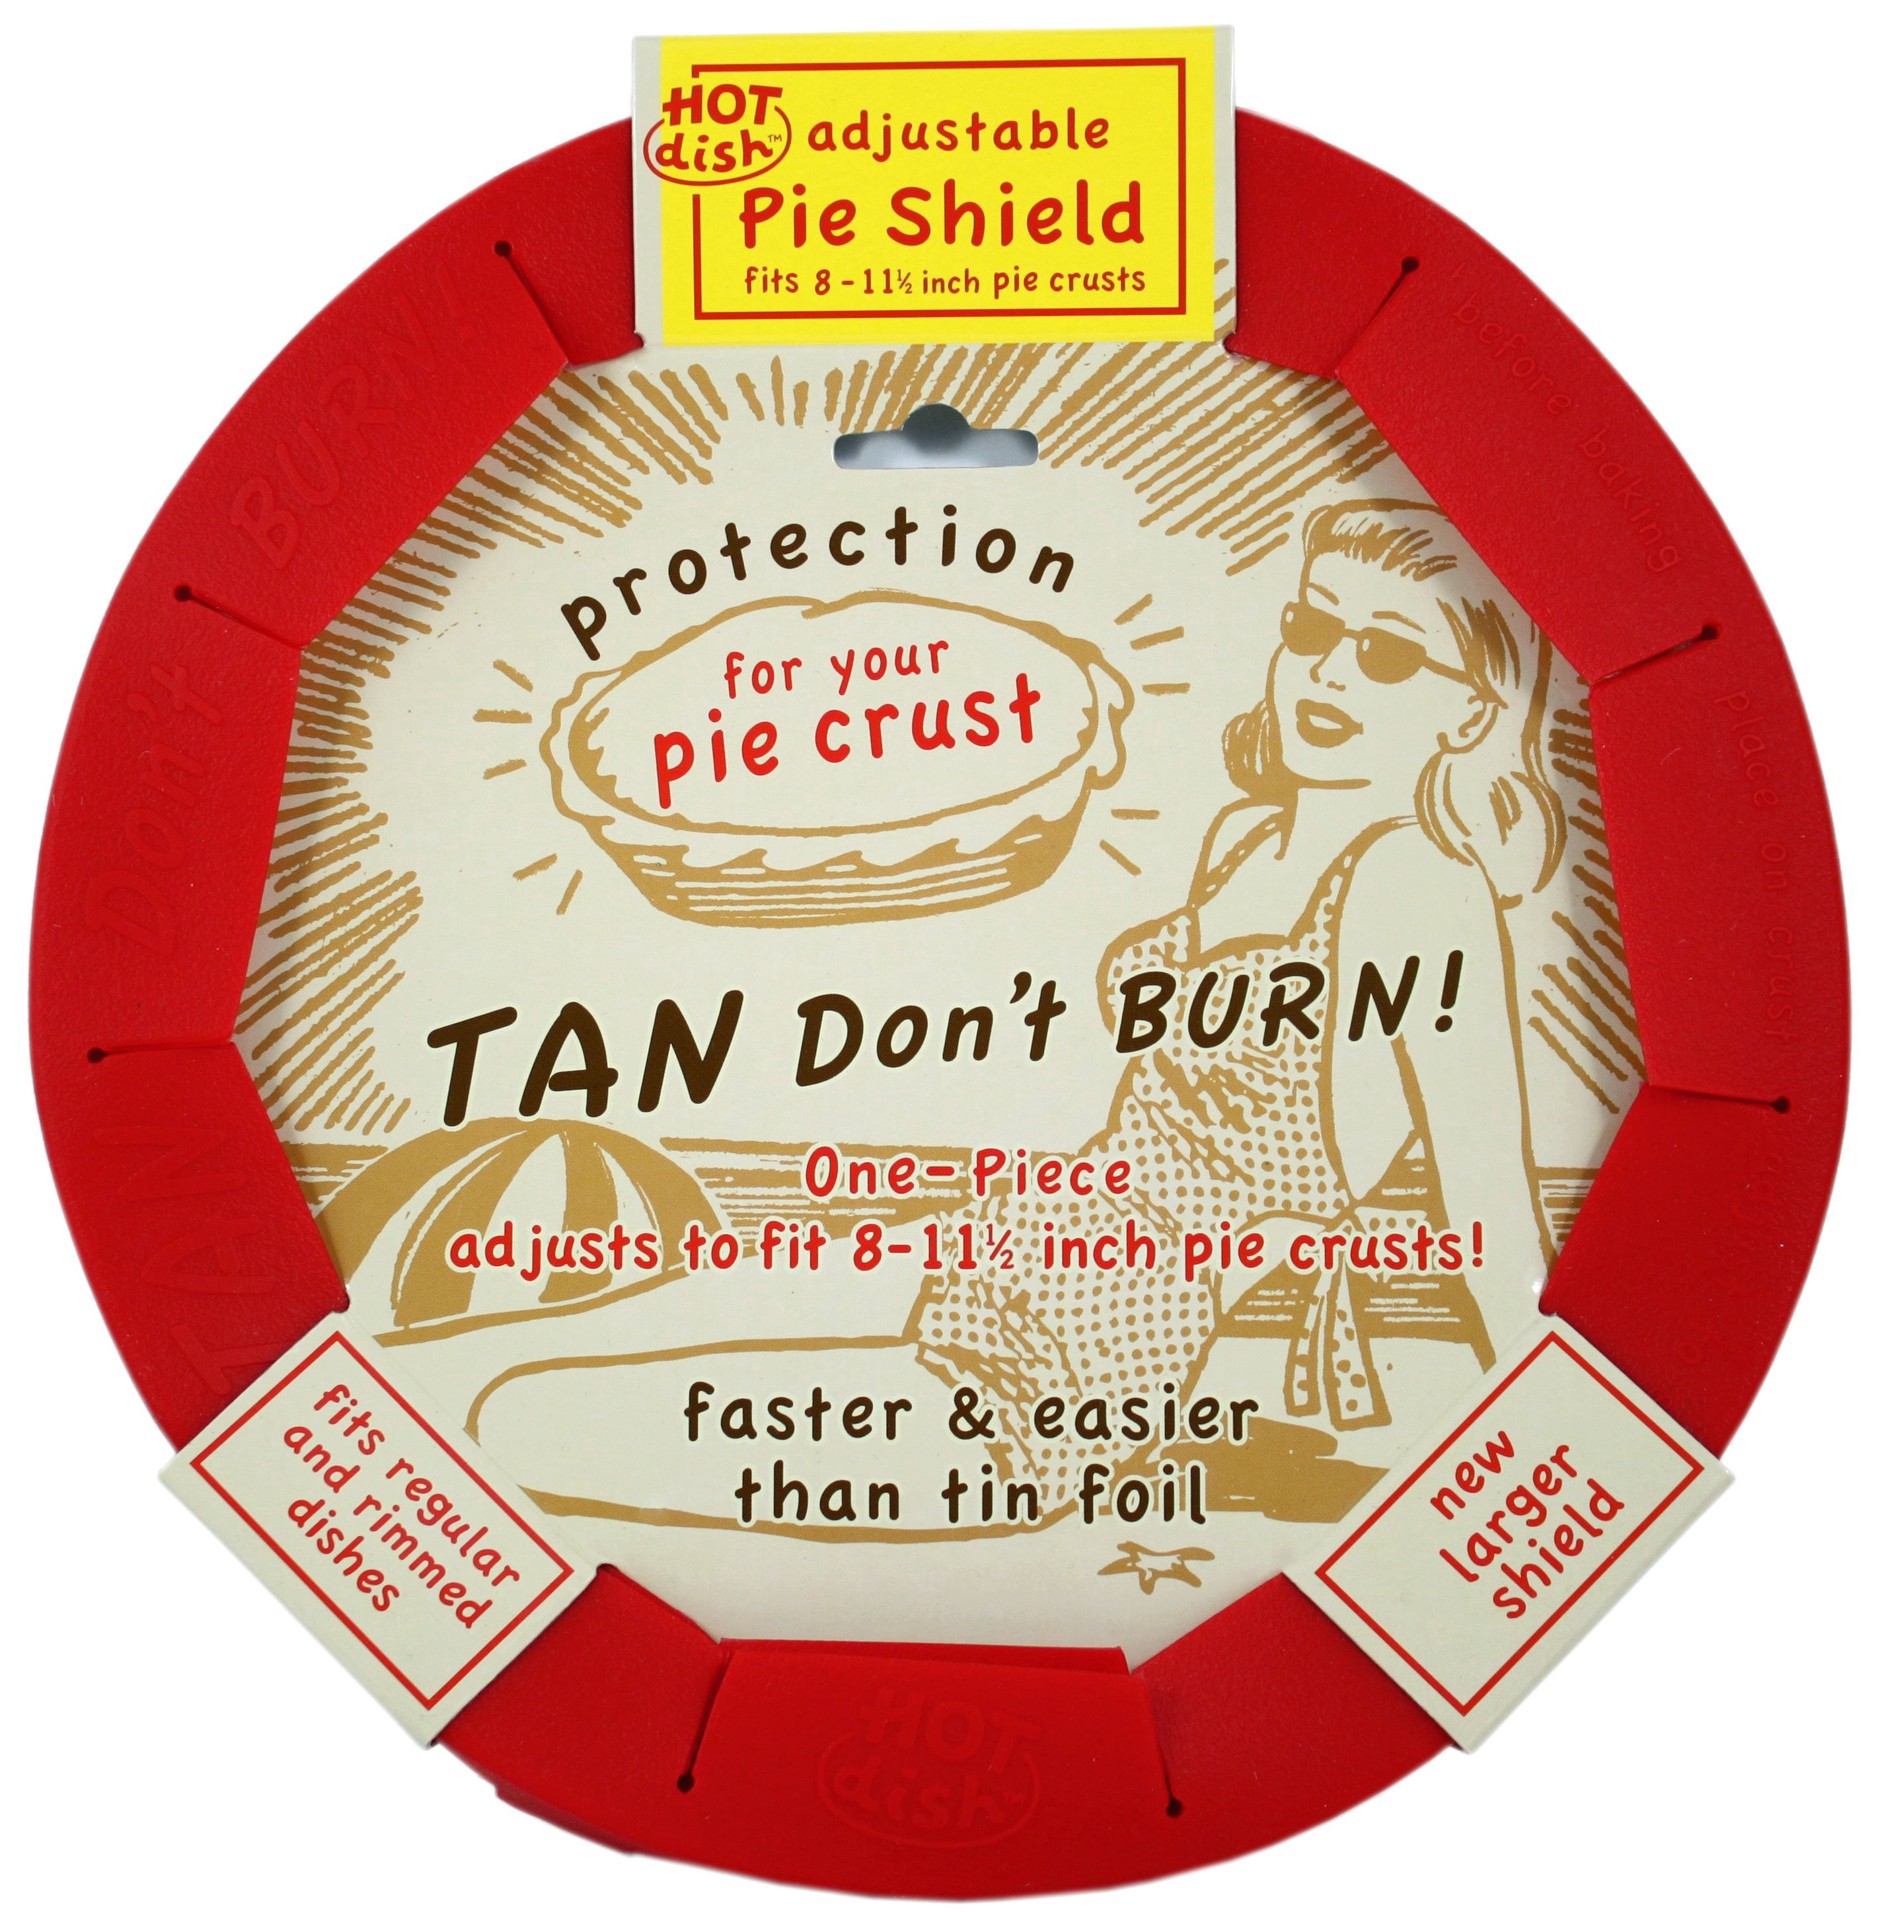 HOT
dish™
adjustable
Pie Shield
fits 8-11½ inch pie crusts
protection
for your
pie crust
TAN Don't BURN!
One-Piece
adjusts to fit 8-11½ inch pie crusts!
faster & easier
than tin foil
fits regular
and rimmed
dishes
new
larger
shield
TAN
Don't
BURN!
before baking
place on crust
HOT
dish